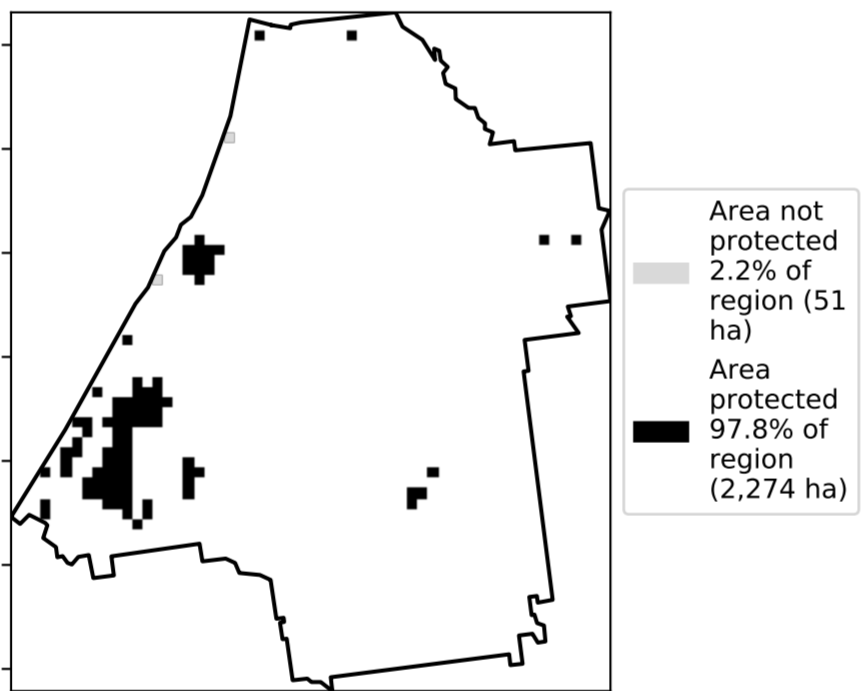 Area not
protected
2.2% of
region (51
ha)
Area
protected
97.8% of
region
(2,274 ha)